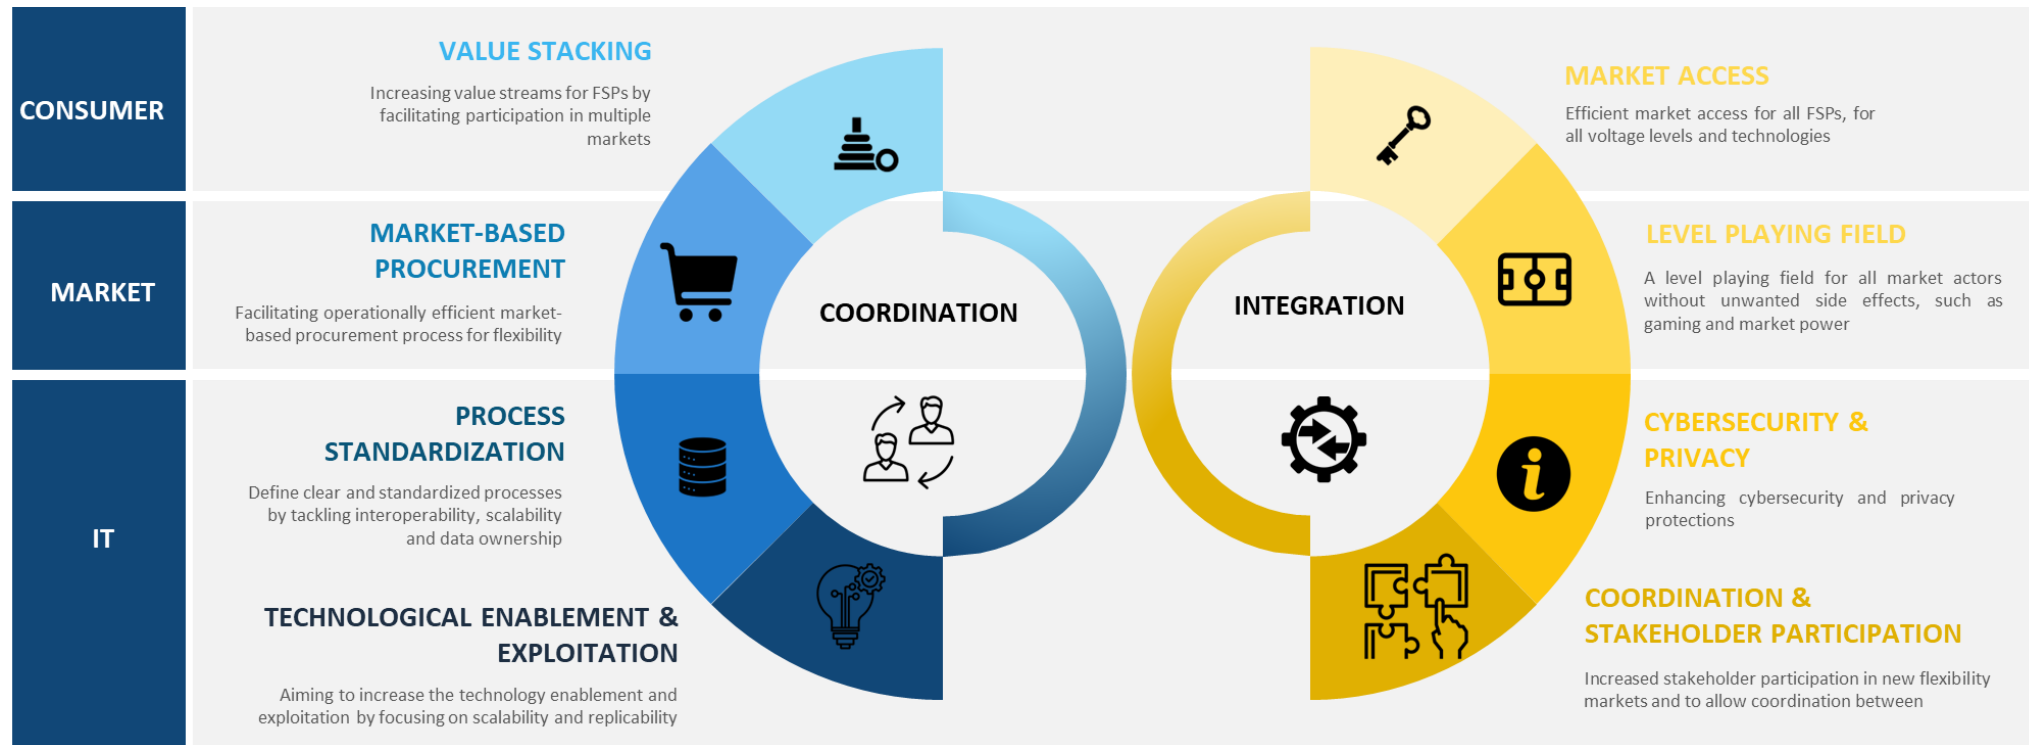 CONSUMER
VALUE STACKING
Increasing value streams for FSPs by
facilitating participation in multiple
markets
MARKET ACCESS
Efficient market access for all FSPs, for
all voltage levels and technologies
MARKET
MARKET-BASED
PROCUREMENT
Facilitating operationally efficient market-
based procurement process for flexibility
COORDINATION
INTEGRATION
LEVEL PLAYING FIELD
A level playing field for all market actors
without unwanted side effects, such as
gaming and market power
IT
PROCESS
STANDARDIZATION
Define clear and standardized processes
by tackling interoperability, scalability
and data ownership
CYBERSECURITY &
PRIVACY
Enhancing cybersecurity and privacy
protections
TECHNOLOGICAL ENABLEMENT &
EXPLOITATION
Aiming to increase the technology enablement and
exploitation by focusing on scalability and replicability
COORDINATION &
STAKEHOLDER PARTICIPATION
Increased stakeholder participation in new flexibility
markets and to allow coordination between